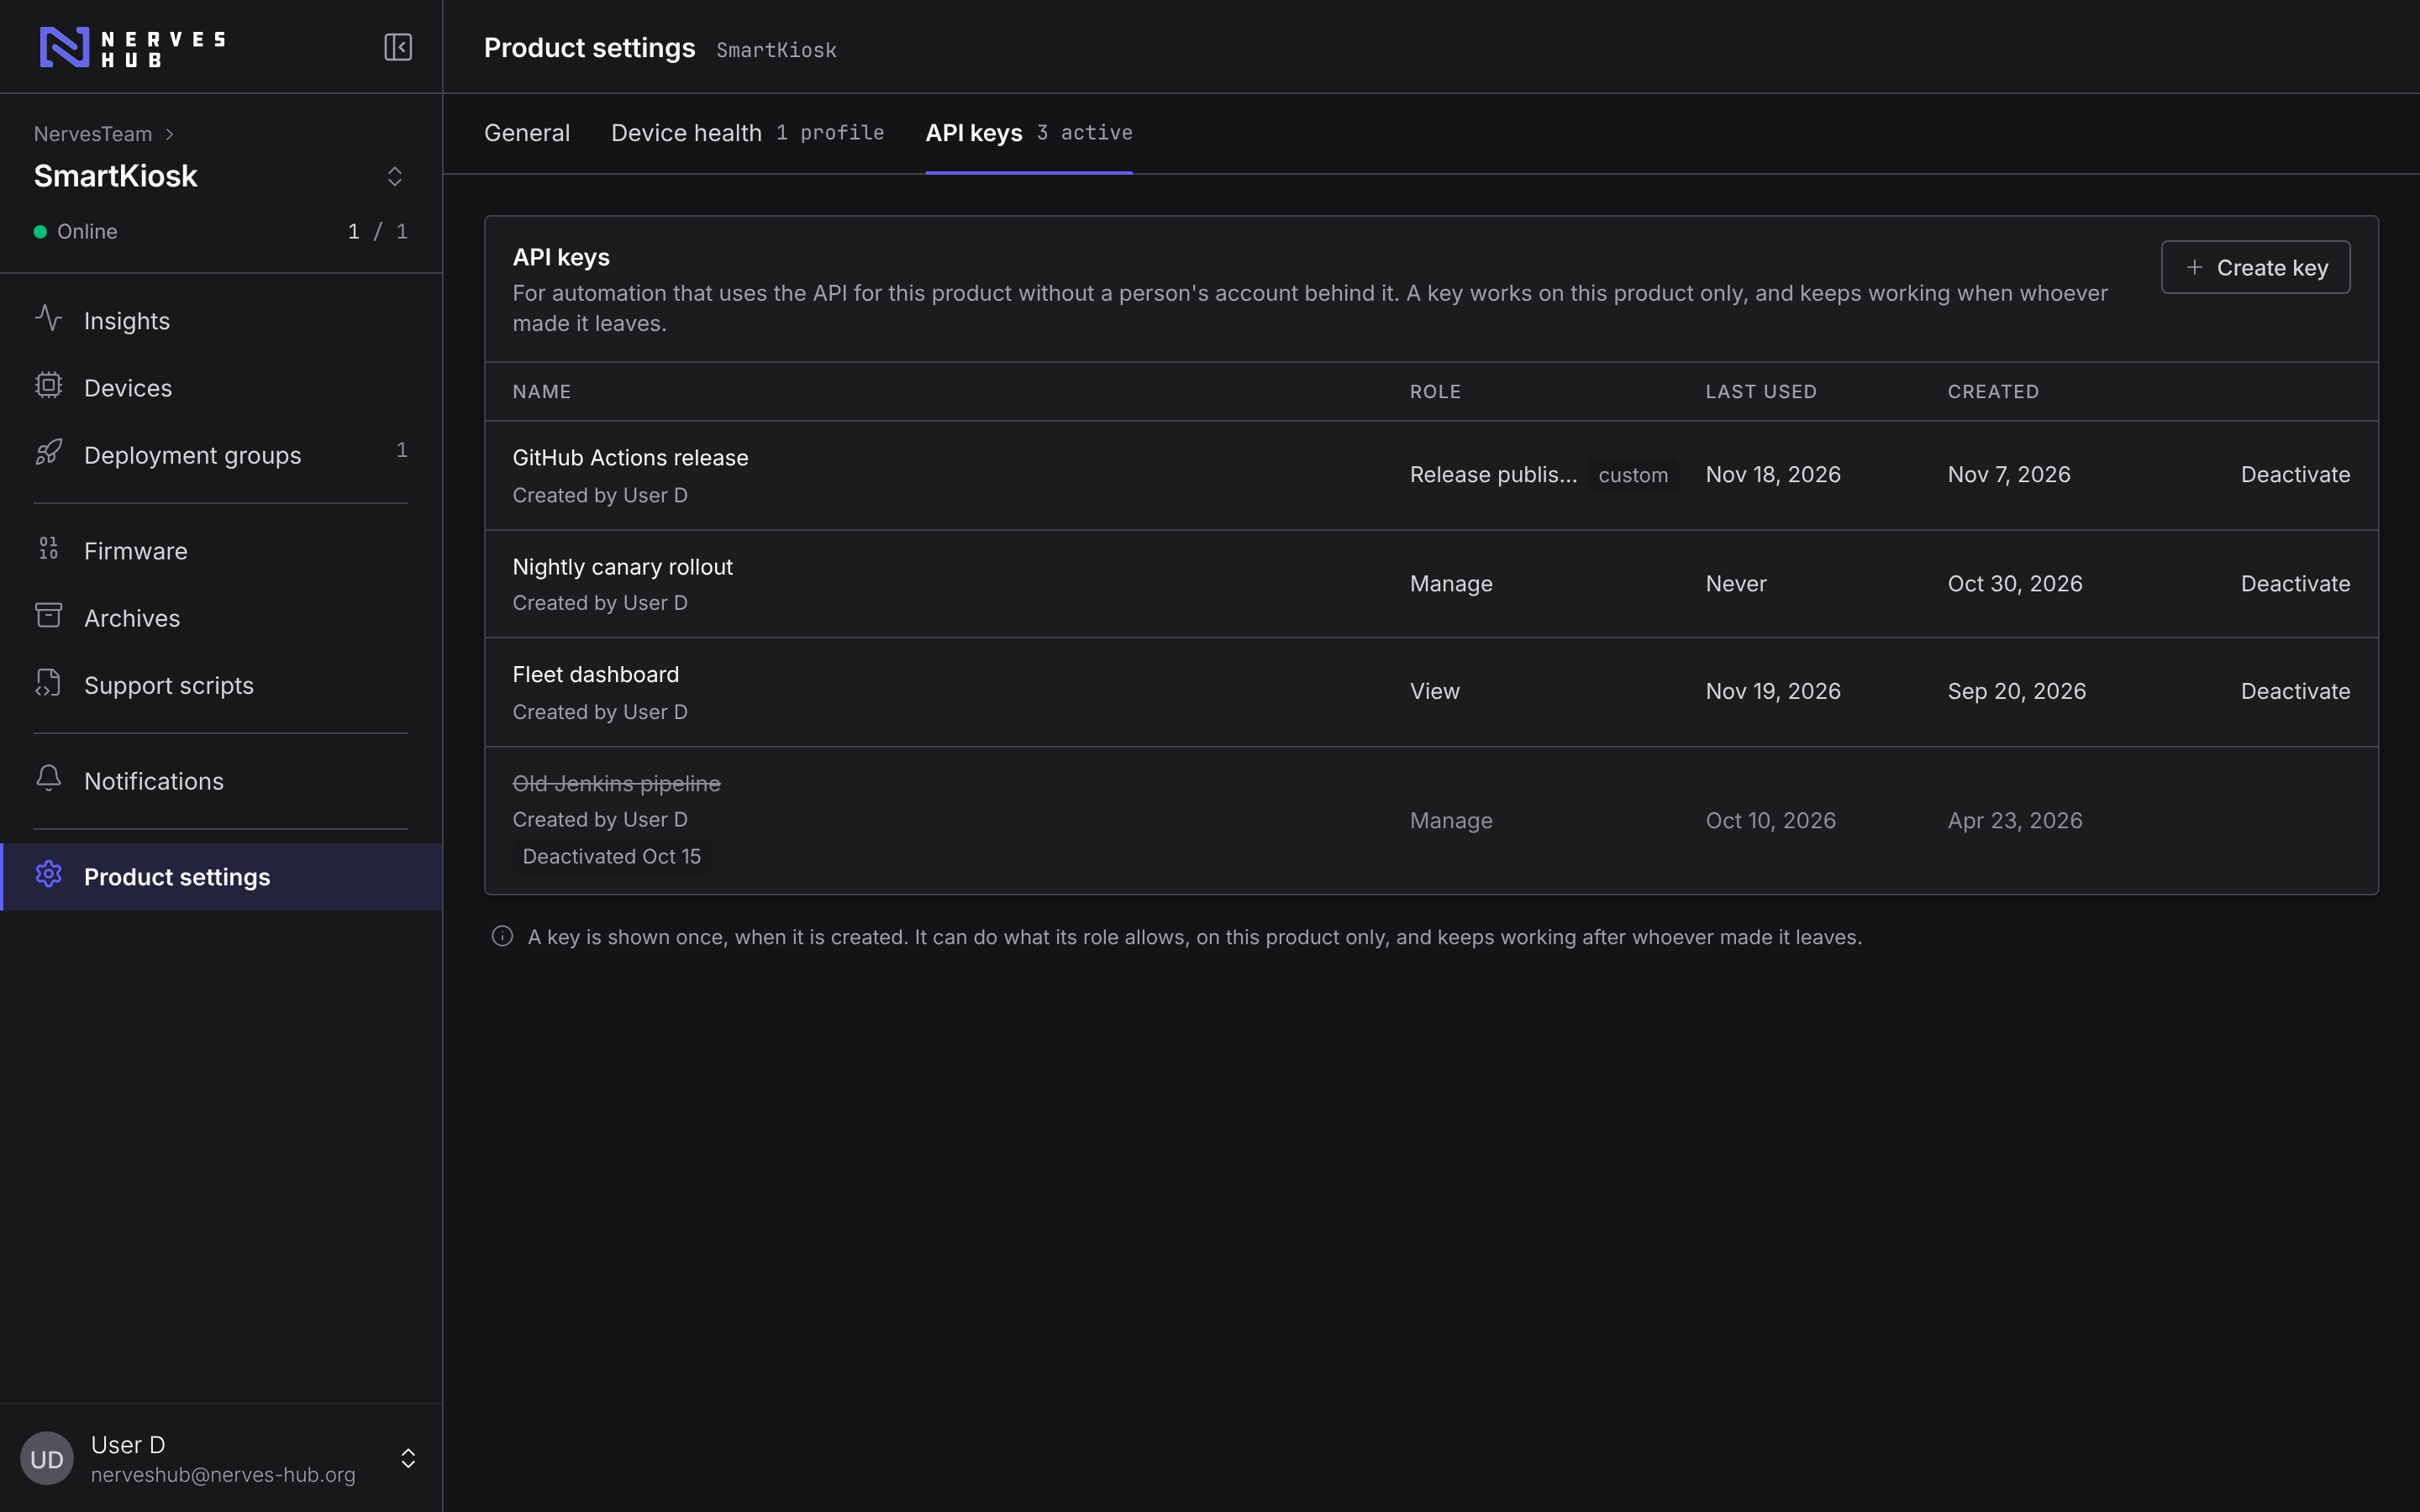 NERVES
HUB
NervesTeam
SmartKiosk
Online 1 / 1
Insights
Devices
Deployment groups 1
Firmware
Archives
Support scripts
Notifications
Product settings
UD
User D
nerveshub@nerves-hub.org
Product settings SmartKiosk
General Device health 1 profile API keys 3 active
API keys
For automation that uses the API for this product without a person's account behind it. A key works on this product only, and keeps working when whoever
made it leaves.
Create key
NAME ROLE LAST USED CREATED
GitHub Actions release
Created by User D
Release publis... custom Nov 18, 2026 Nov 7, 2026 Deactivate
Nightly canary rollout
Created by User D
Manage Never Oct 30, 2026 Deactivate
Fleet dashboard
Created by User D
View Nov 19, 2026 Sep 20, 2026 Deactivate
Old Jenkins pipeline
Created by User D
Deactivated Oct 15
Manage Oct 10, 2026 Apr 23, 2026
A key is shown once, when it is created. It can do what its role allows, on this product only, and keeps working after whoever made it leaves.